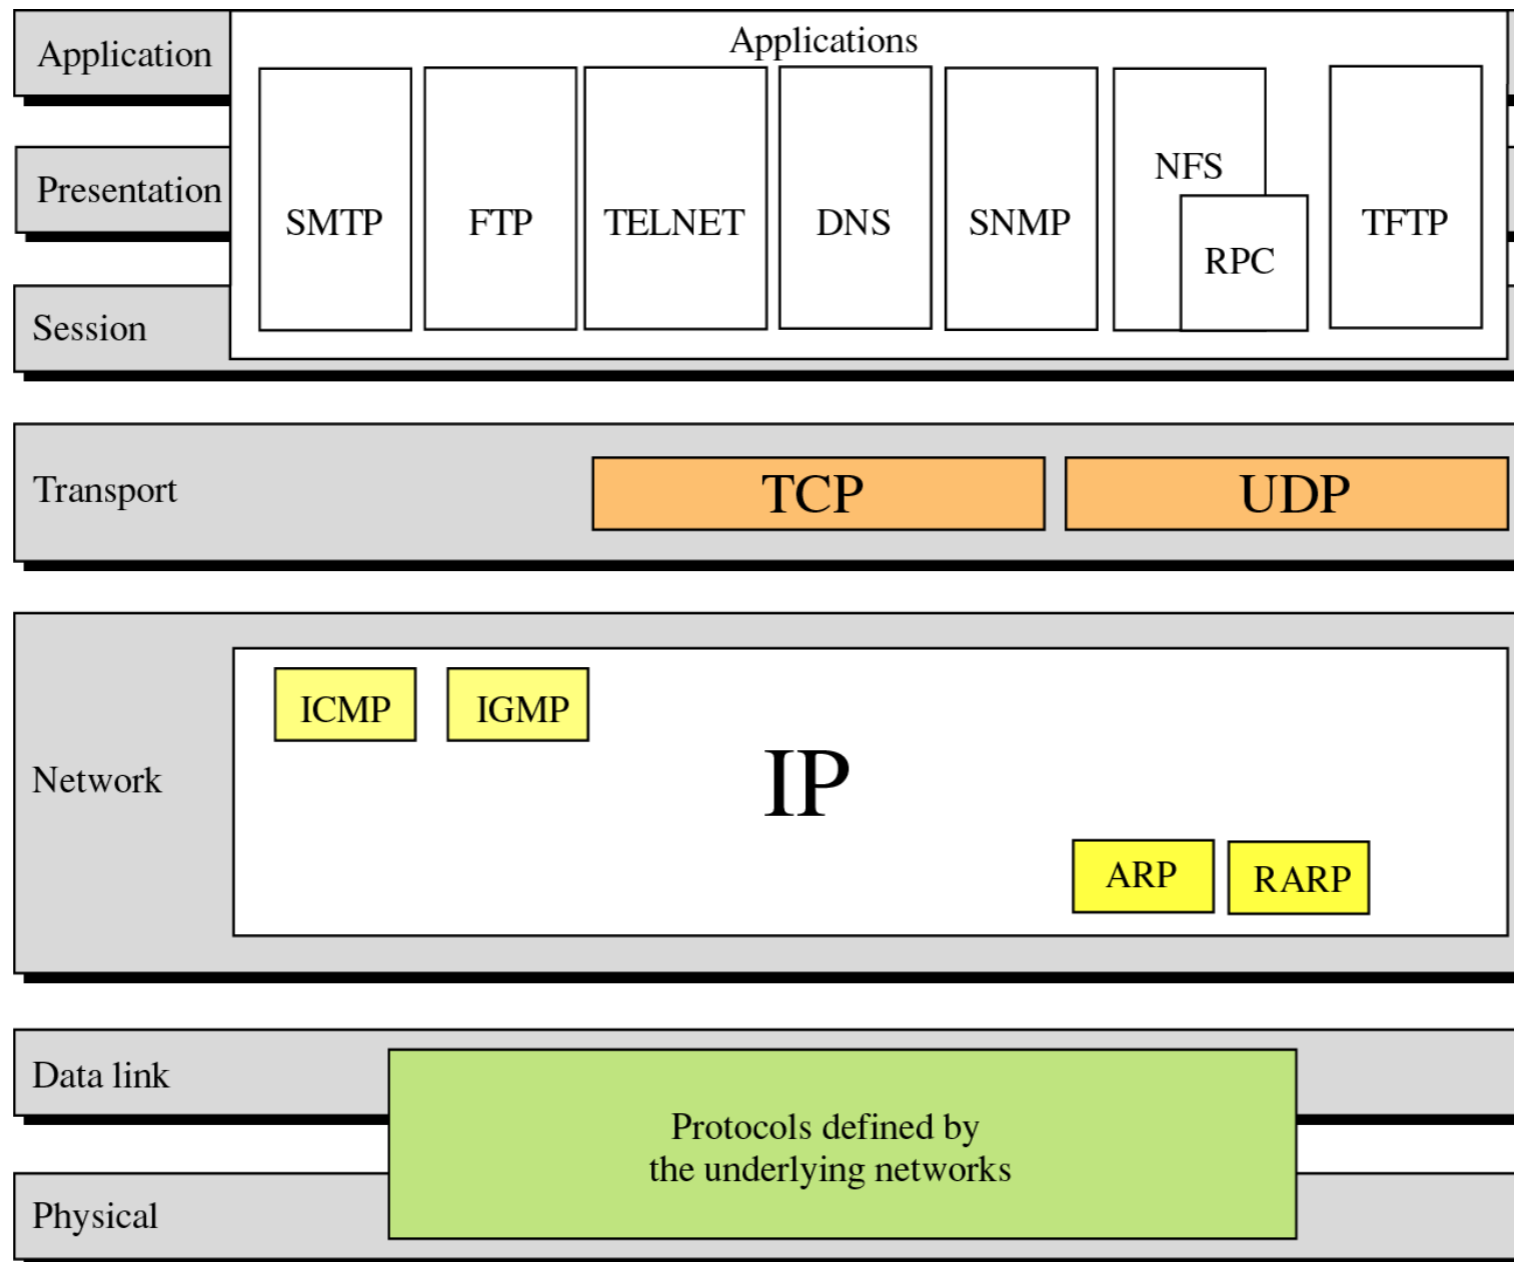 Application
Applications
Presentation
SMTP
FTP
TELNET
DNS
SNMP
NFS
RPC
TFTP
Session
Transport
TCP
UDP
Network
ICMP
IGMP
IP
ARP
RARP
Data link
Protocols defined by
the underlying networks
Physical